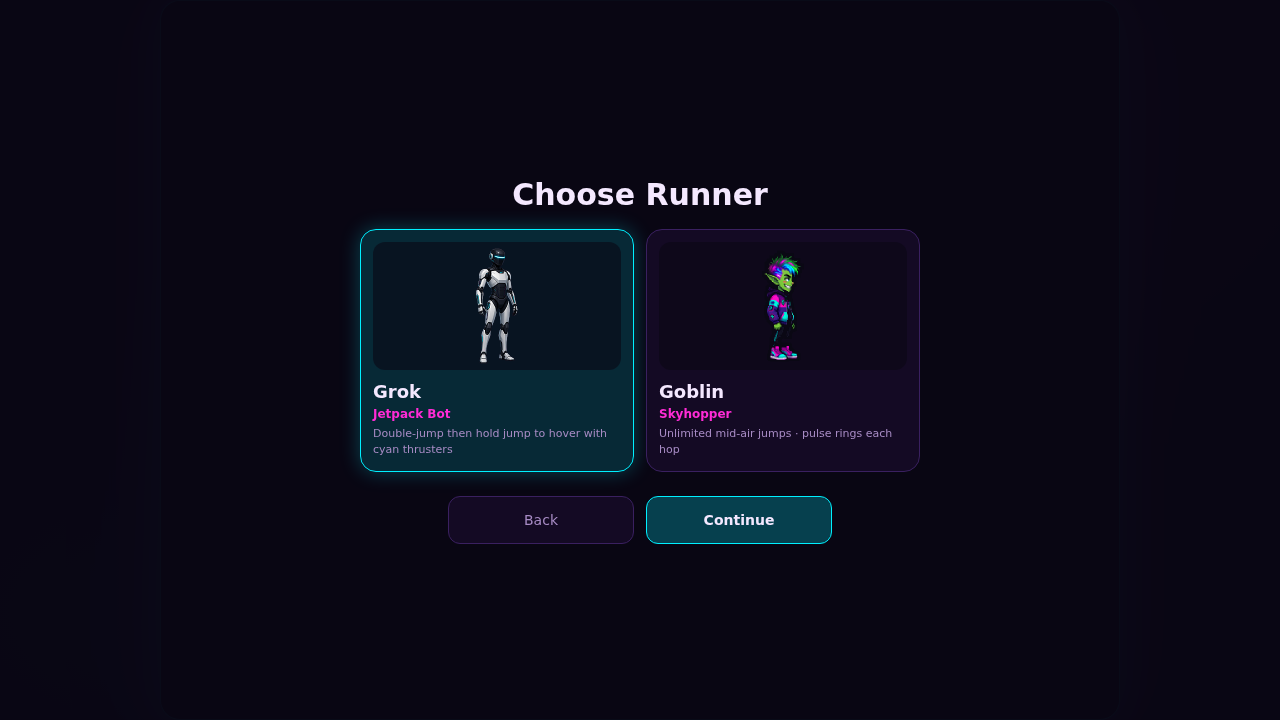 Choose Runner
Grok
Jetpack Bot
Double-jump then hold jump to hover with
cyan thrusters
Goblin
Skyhopper
Unlimited mid-air jumps · pulse rings each
hop
Back
Continue